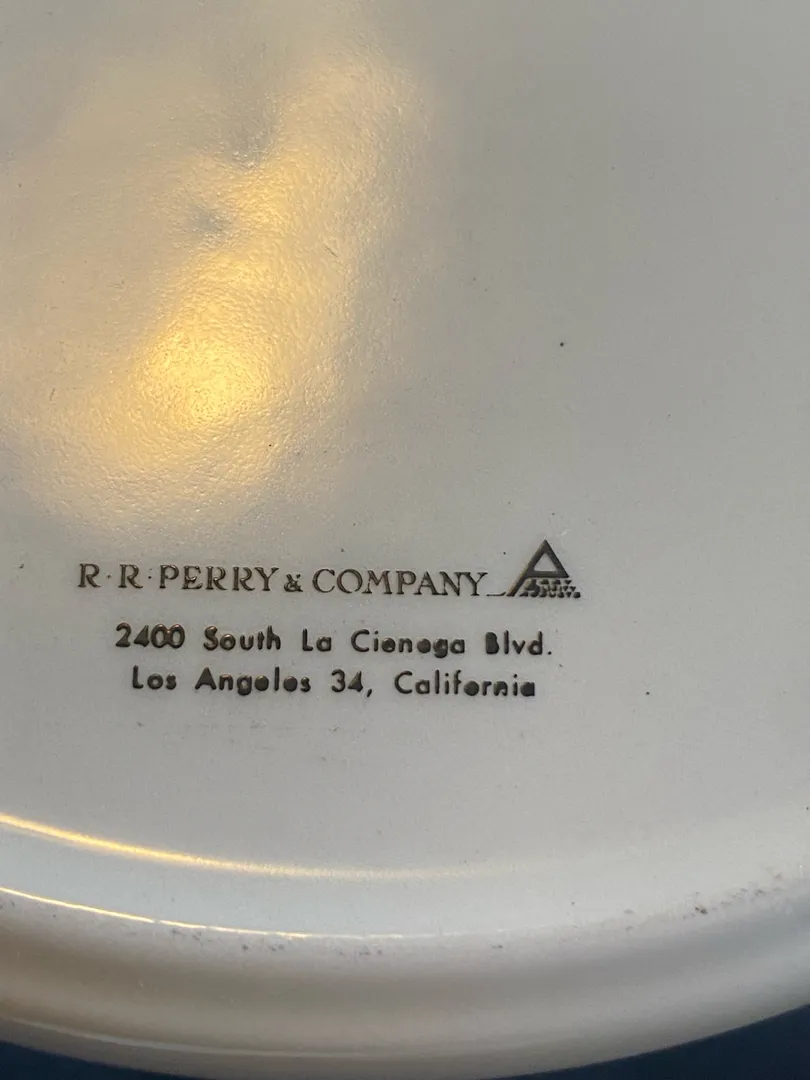 R·R·PERRY & COMPANY
2400 South La Cienega Blvd.
Los Angeles 34, California